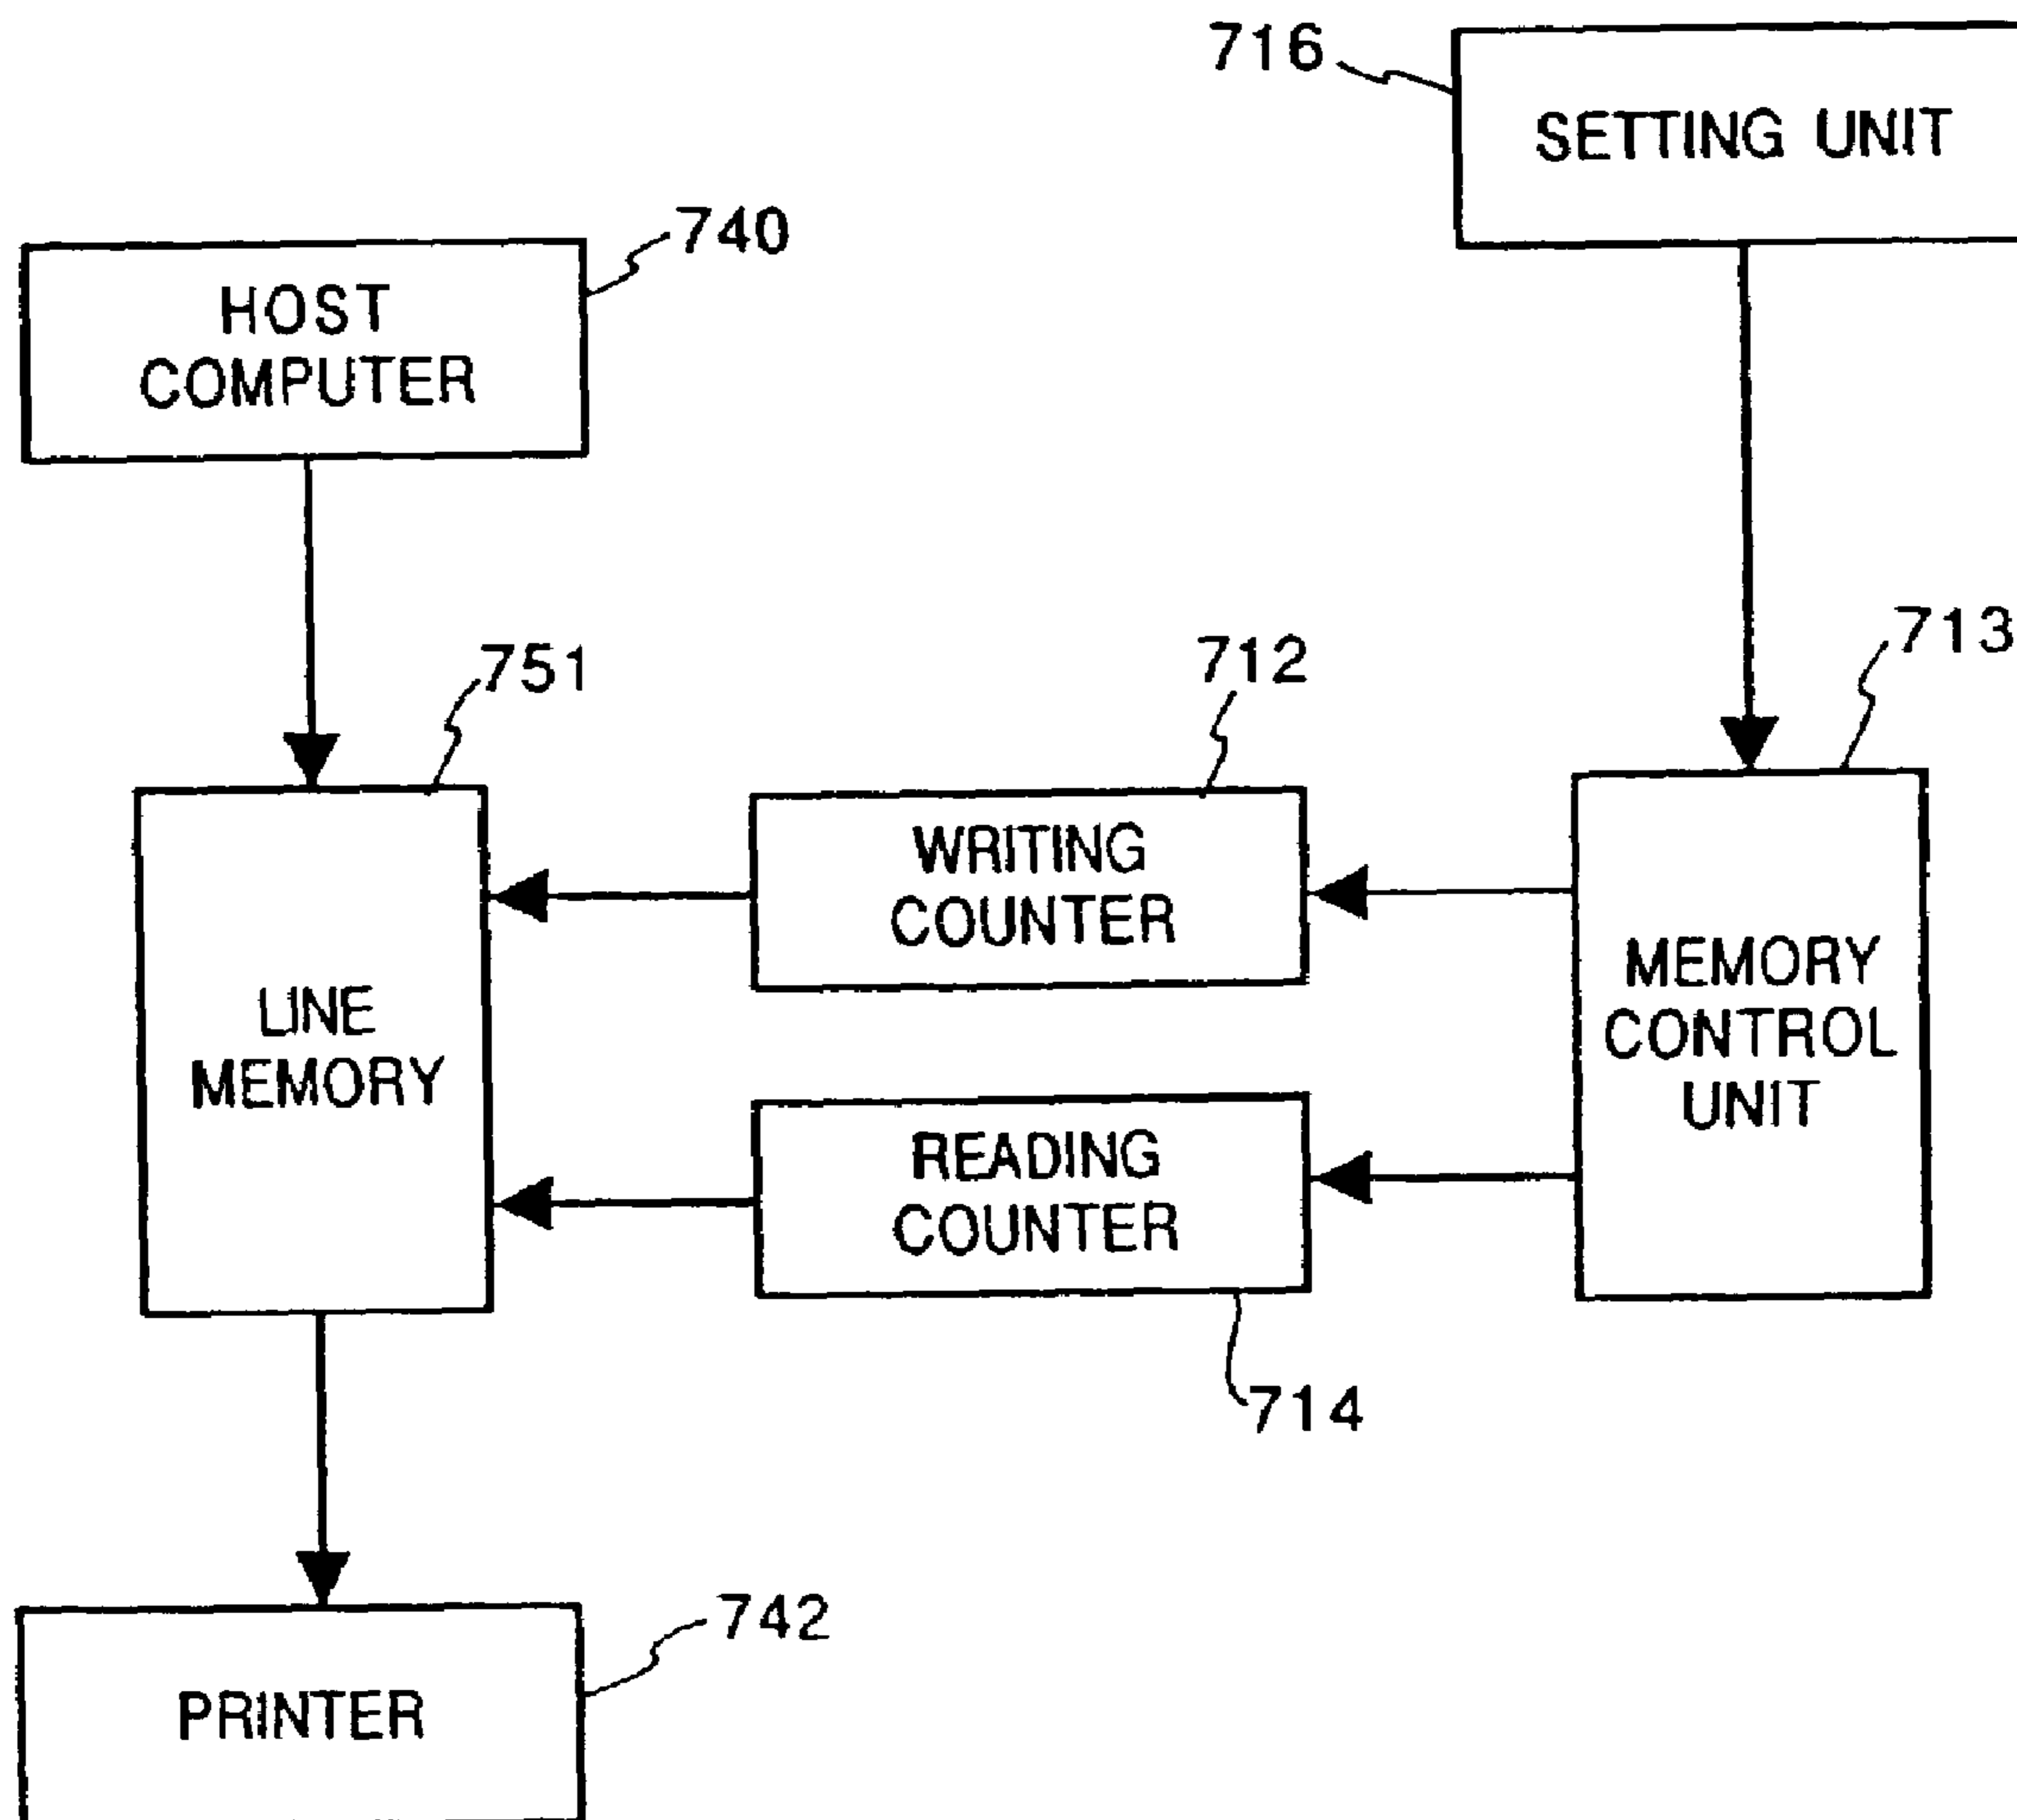 716
SETTING UNIT
740
HOST
COMPUTER
713
712
751
WRITING
COUNTER
MEMORY
CONTROL
UNIT
LINE
MEMORY
READING
COUNTER
714
742
PRINTER